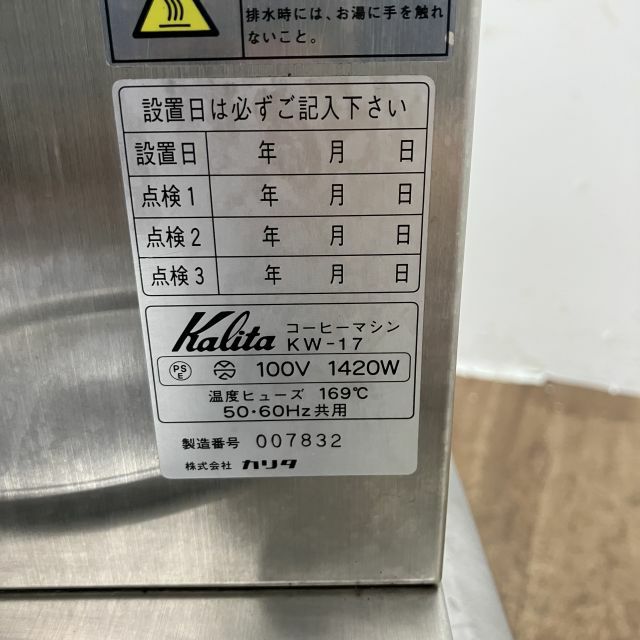 排水時には、お湯に手を触れ
ないこと。
設置日は必ずご記入下さい
設置日 年 月 日
点検1 年 月 日
点検2 年 月 日
点検3 年 月 日
Kalita コーヒーマシン
KW-17
PSE 100V 1420W
温度ヒューズ 169℃
50・60Hz共用
製造番号 007832
株式会社 カリタ